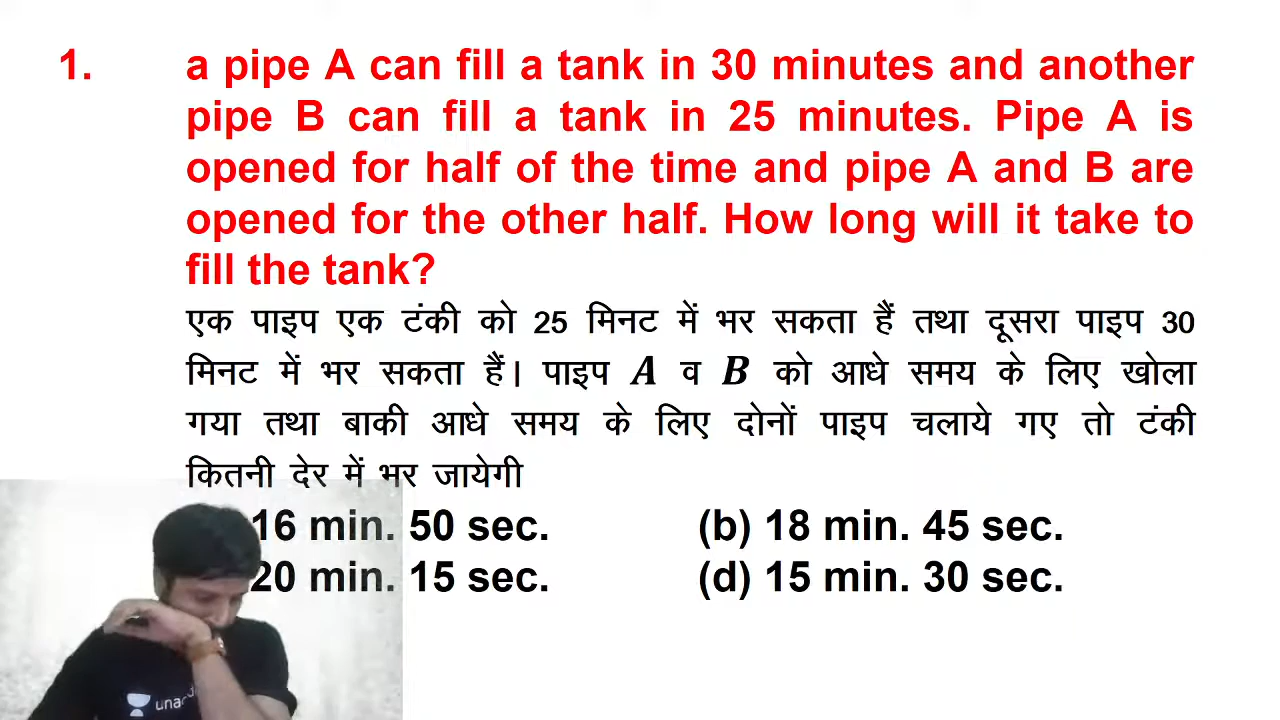 1. a pipe A can fill a tank in 30 minutes and another
pipe B can fill a tank in 25 minutes. Pipe A is
opened for half of the time and pipe A and B are
opened for the other half. How long will it take to
fill the tank?
एक पाइप एक टंकी को 25 मिनट में भर सकता हैं तथा दूसरा पाइप 30
मिनट में भर सकता हैं। पाइप A व B को आधे समय के लिए खोला
गया तथा बाकी आधे समय के लिए दोनों पाइप चलाये गए तो टंकी
कितनी देर में भर जायेगी
16 min. 50 sec. (b) 18 min. 45 sec.
20 min. 15 sec. (d) 15 min. 30 sec.